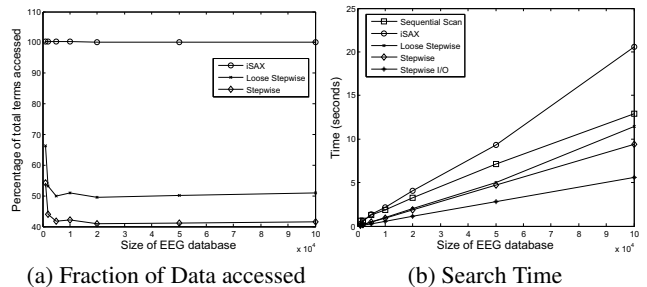 110
100
90
80
70
60
50
40
Percentage of total terms accessed
iSAX
Loose Stepwise
Stepwise
0 1 2 3 4 5 6 7 8 9 10
Size of EEG database
x 10^4
(a) Fraction of Data accessed
25
20
15
10
5
0
Time (seconds)
Sequential Scan
iSAX
Loose Stepwise
Stepwise
Stepwise I/O
0 1 2 3 4 5 6 7 8 9 10
Size of EEG database
x 10^4
(b) Search Time